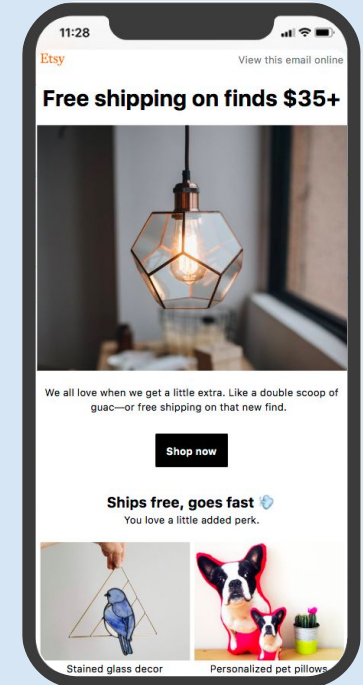 11:28
Etsy View this email online
Free shipping on finds $35+
We all love when we get a little extra. Like a double scoop of
guac—or free shipping on that new find.
Shop now
Ships free, goes fast 💨
You love a little added perk.
Stained glass decor Personalized pet pillows